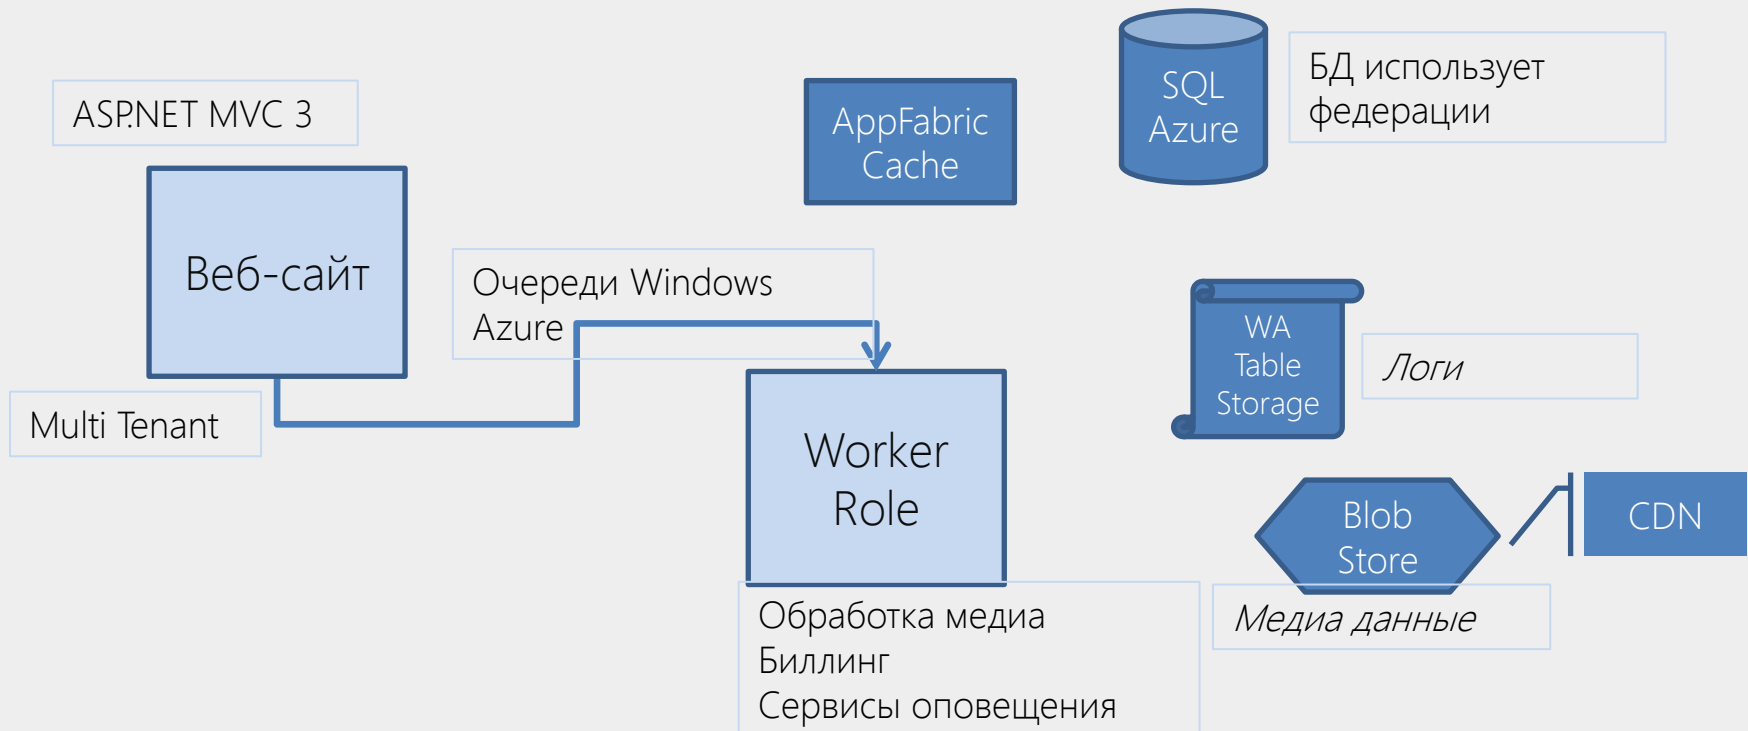 ASP.NET MVC 3
Веб-сайт
Multi Tenant
Очереди Windows
Azure
AppFabric
Cache
SQL
Azure
БД использует
федерации
WA
Table
Storage
Логи
Worker
Role
Обработка медиа
Биллинг
Сервисы оповещения
Blob
Store
CDN
Медиа данные